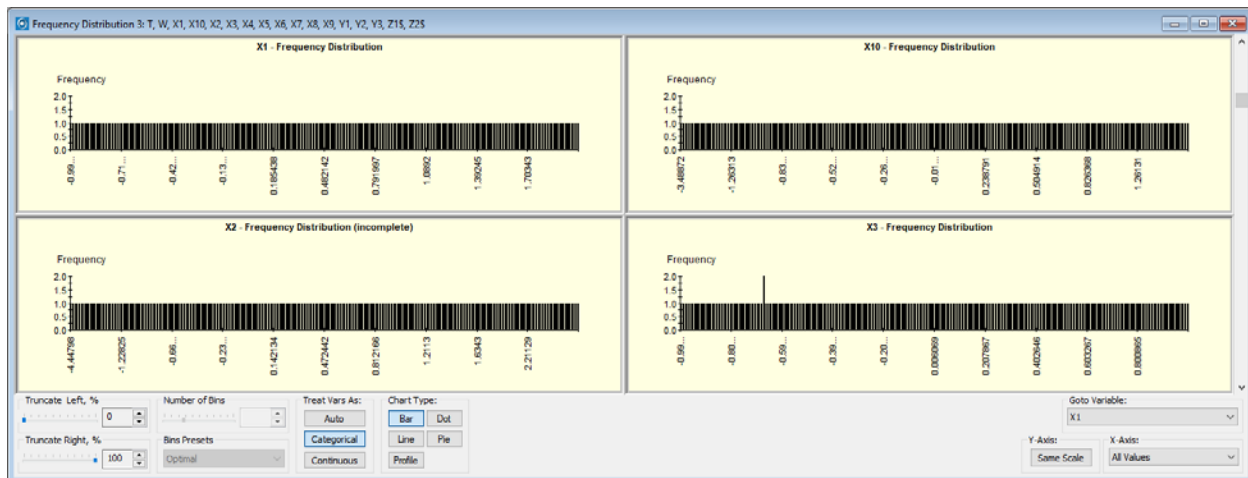 Frequency Distribution 3: T, W, X1, X10, X2, X3, X4, X5, X6, X7, X8, X9, Y1, Y2, Y3, Z1$, Z2$
X1 - Frequency Distribution
Frequency
2.0
1.5
1.0
0.5
0.0
-0.99...
-0.71...
-0.42...
-0.13...
0.185438
0.482142
0.791997
1.0892
1.39245
1.70343
X10 - Frequency Distribution
Frequency
2.0
1.5
1.0
0.5
0.0
-3.48872
-1.26313
-0.83...
-0.52...
-0.26...
-0.01...
0.238791
0.504914
0.826368
1.26131
X2 - Frequency Distribution (incomplete)
Frequency
2.0
1.5
1.0
0.5
0.0
-4.44798
-1.22825
-0.66...
-0.23...
0.142134
0.472442
0.812166
1.2113
1.6343
2.21129
X3 - Frequency Distribution
Frequency
2.0
1.5
1.0
0.5
0.0
-0.99...
-0.80...
-0.59...
-0.39...
-0.20...
0.006069
0.207867
0.402646
0.603267
0.800865
Truncate Left, %
0
Number of Bins
Treat Vars As:
Chart Type:
Goto Variable:
Auto
Bar
Dot
X1
Truncate Right, %
Bins Presets
Categorical
Line
Pie
Y-Axis:
X-Axis:
100
Optimal
Continuous
Profile
Same Scale
All Values